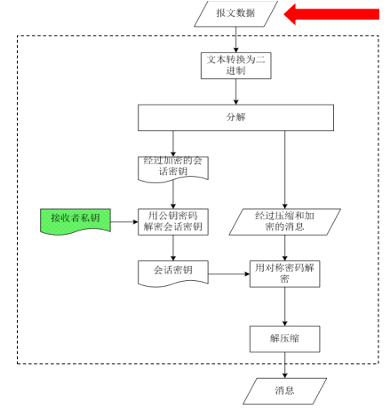 报文数据
文本转换为二
进制
分解
经过加密的会
话密钥
接收者私钥
用公钥密码
解密会话密钥
经过压缩和加
密的消息
会话密钥
用对称密码解
密
解压缩
消息